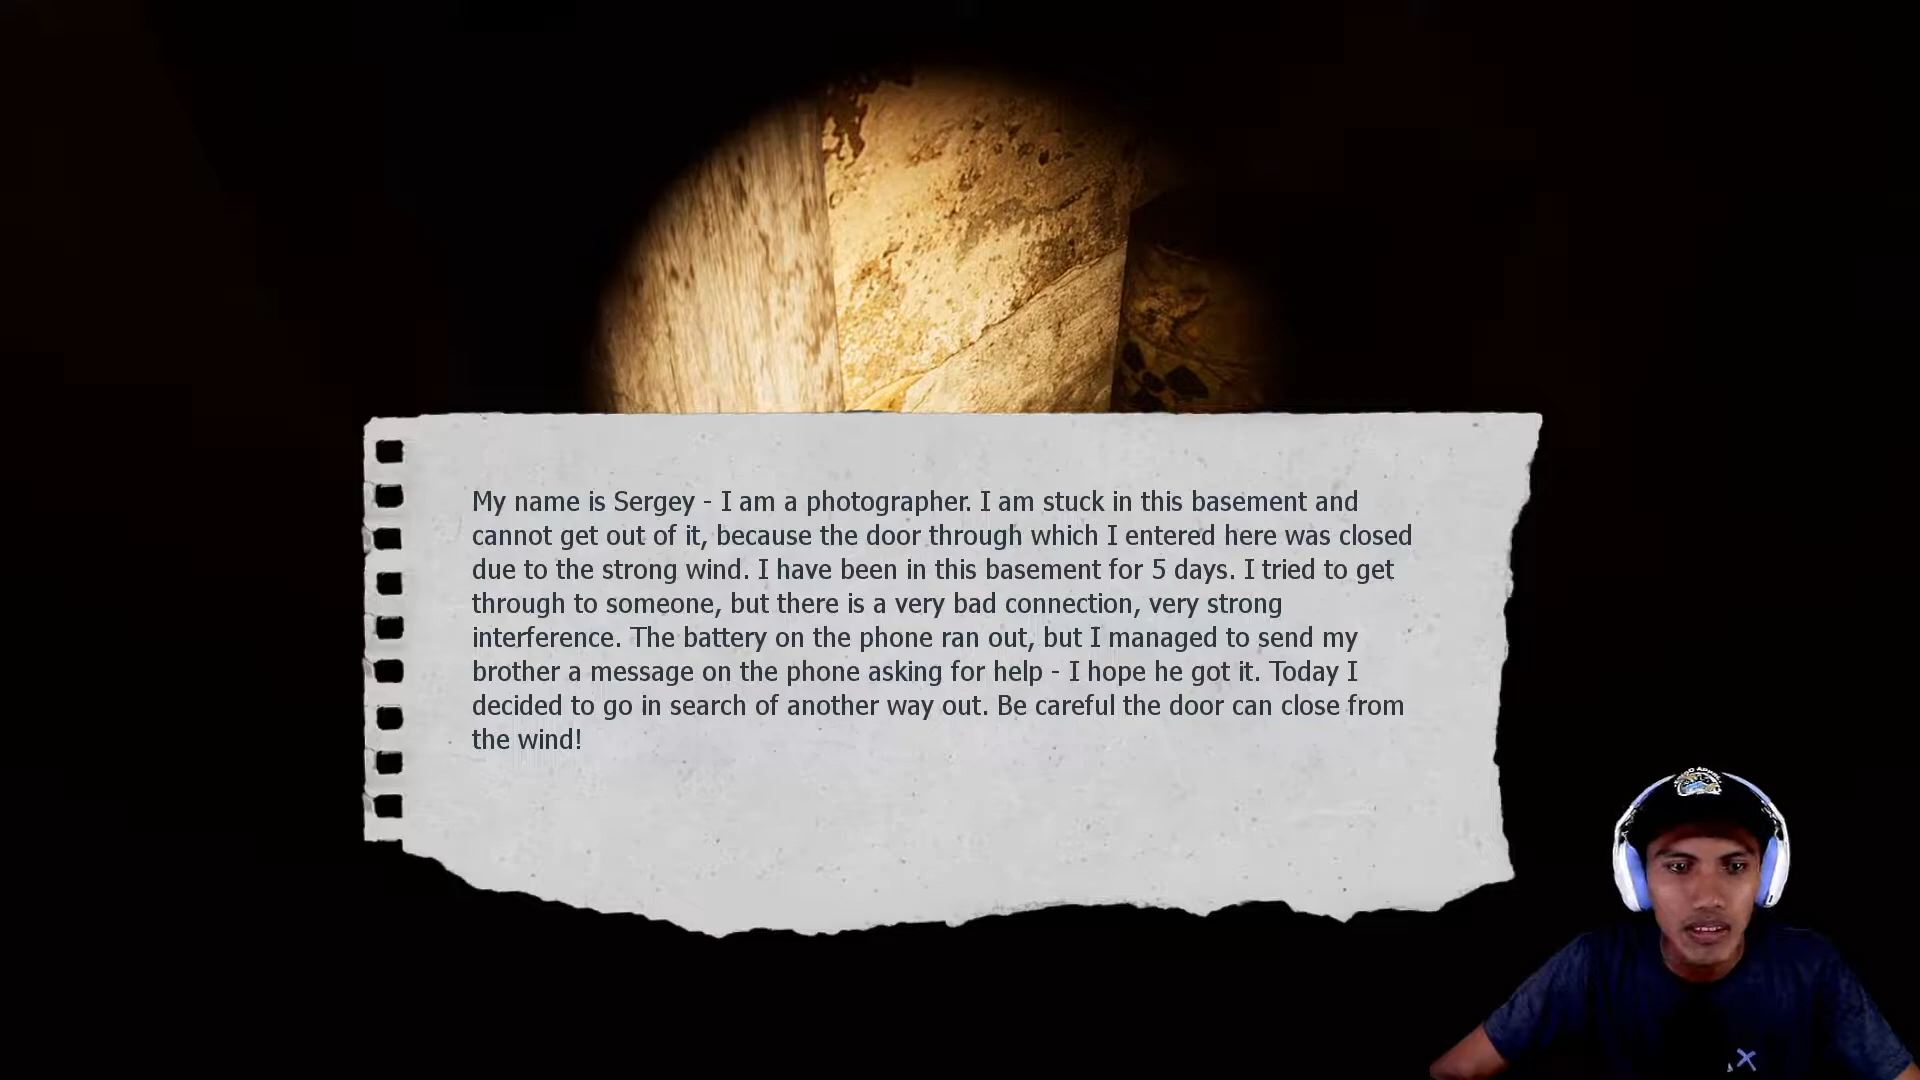 My name is Sergey - I am a photographer. I am stuck in this basement and
cannot get out of it, because the door through which I entered here was closed
due to the strong wind. I have been in this basement for 5 days. I tried to get
through to someone, but there is a very bad connection, very strong
interference. The battery on the phone ran out, but I managed to send my
brother a message on the phone asking for help - I hope he got it. Today I
decided to go in search of another way out. Be careful the door can close from
the wind!